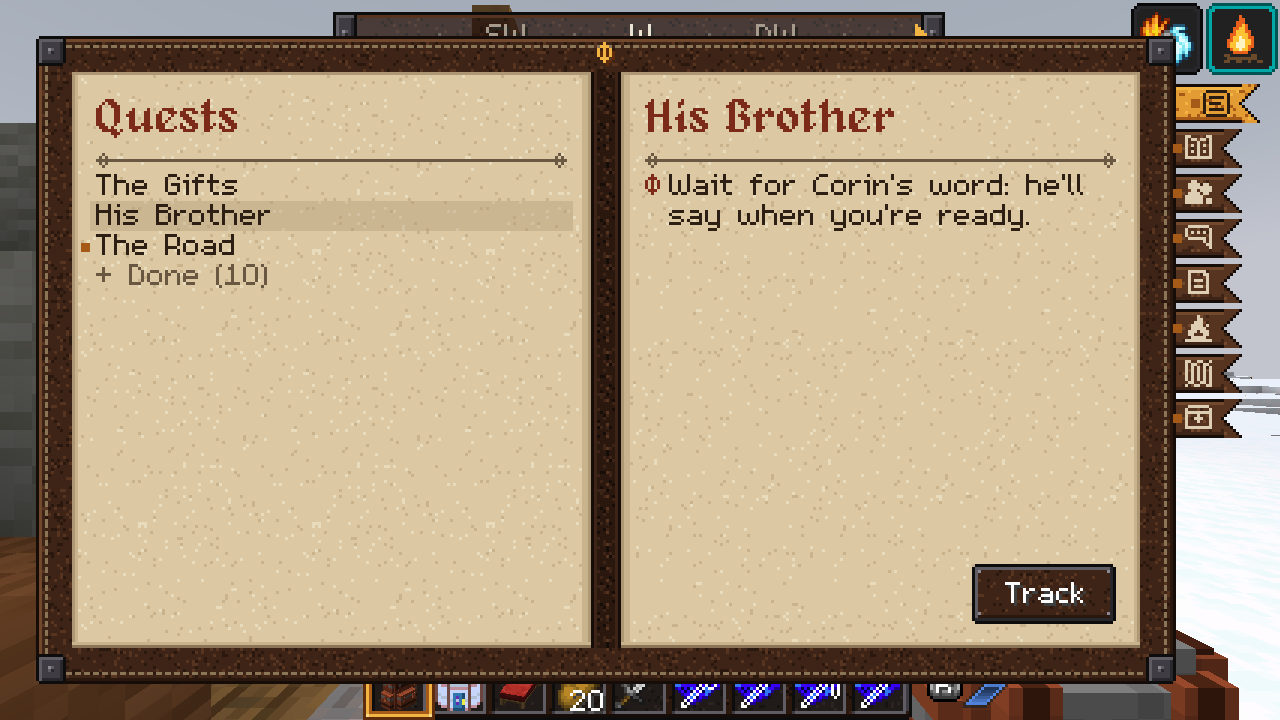 W
Quests
The Gifts
His Brother
The Road
+ Done (10)
His Brother
Wait for Corin's word: he'll
say when you're ready.
Track
20